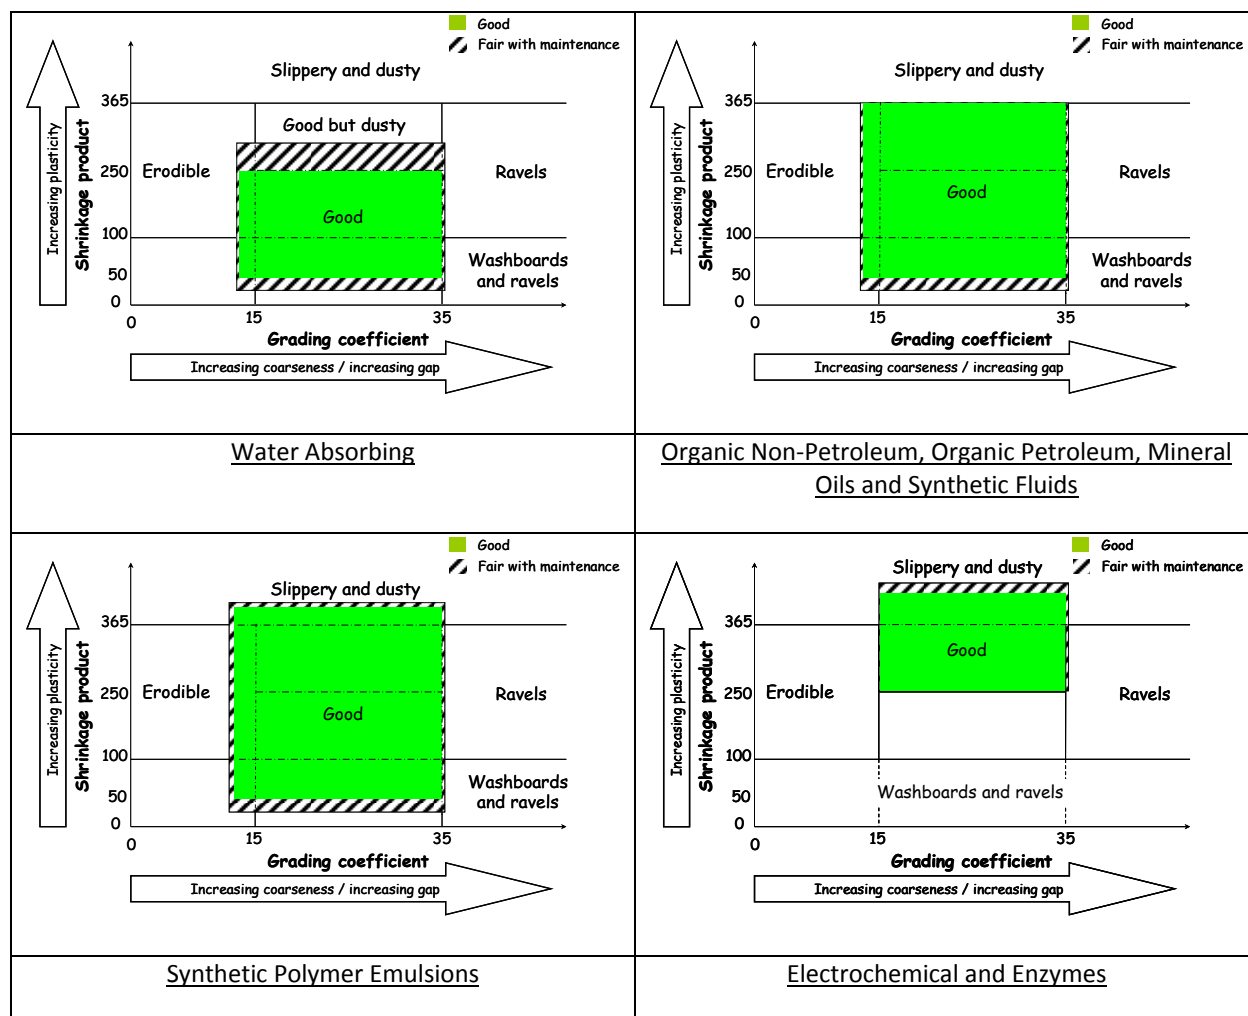 Good
Fair with maintenance
Slippery and dusty
365
Good but dusty
Increasing plasticity
Shrinkage product
250
Erodible
Ravels
Good
100
Washboards
and ravels
50
0
0
15
35
Grading coefficient
Increasing coarseness / increasing gap
Water Absorbing
Good
Fair with maintenance
Slippery and dusty
365
Increasing plasticity
Shrinkage product
250
Erodible
Ravels
Good
100
Washboards
and ravels
50
0
0
15
35
Grading coefficient
Increasing coarseness / increasing gap
Organic Non-Petroleum, Organic Petroleum, Mineral
Oils and Synthetic Fluids
Good
Fair with maintenance
Slippery and dusty
365
Increasing plasticity
Shrinkage product
250
Erodible
Ravels
Good
100
Washboards
and ravels
50
0
0
15
35
Grading coefficient
Increasing coarseness / increasing gap
Synthetic Polymer Emulsions
Good
Fair with maintenance
Slippery and dusty
365
Increasing plasticity
Shrinkage product
Good
250
Erodible
Ravels
100
Washboards and ravels
50
0
0
15
35
Grading coefficient
Increasing coarseness / increasing gap
Electrochemical and Enzymes